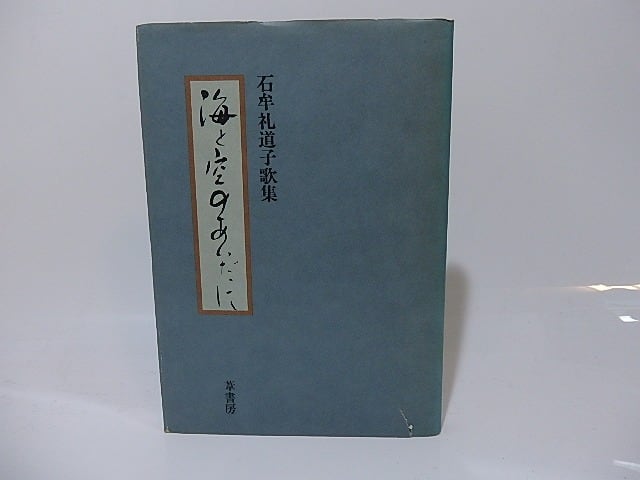 石牟礼道子歌集
海と空のあいだに
葦書房